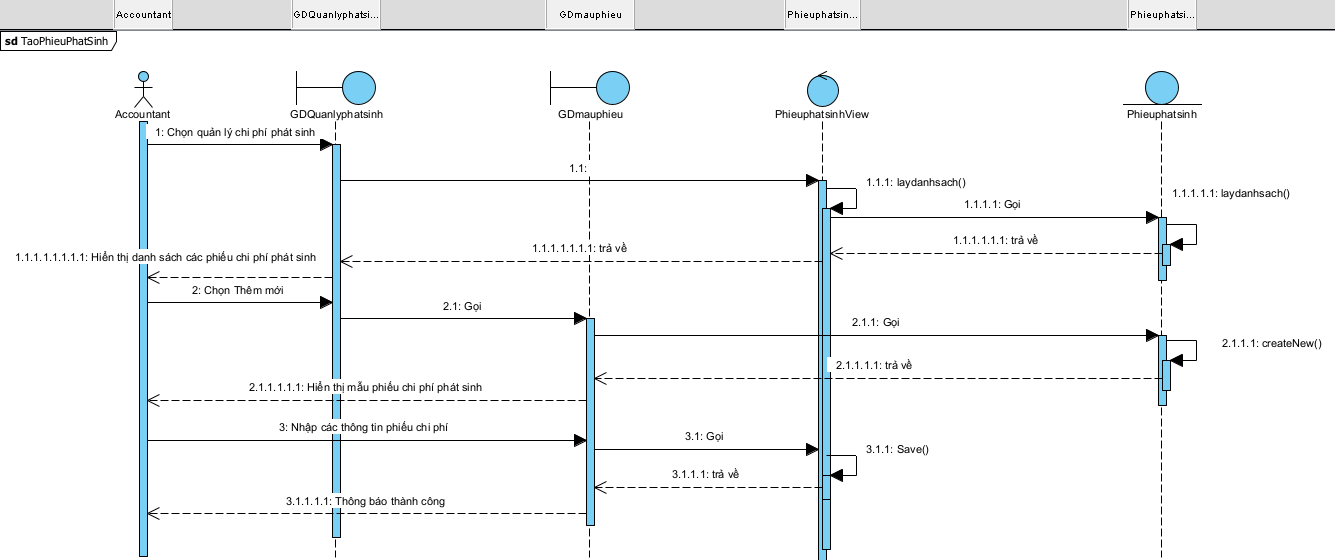 Accountant
GDQuanlyphatsi...
GDmauphieu
Phieuphatsin...
Phieuphatsi...
sd TaoPhieuPhatSinh
Accountant
GDQuanlyphatsinh
GDmauphieu
PhieuphatsinhView
Phieuphatsinh
1: Chọn quản lý chi phí phát sinh
1.1:
1.1.1: laydanhsach()
1.1.1.1.1: laydanhsach()
1.1.1.1: Gọi
1.1.1.1.1.1: trả về
1.1.1.1.1.1.1: trả về
1.1.1.1.1.1.1.1: Hiển thị danh sách các phiếu chi phí phát sinh
2: Chọn Thêm mới
2.1: Gọi
2.1.1: Gọi
2.1.1.1: createNew()
2.1.1.1.1: trả về
2.1.1.1.1.1: Hiển thị mẫu phiếu chi phí phát sinh
3: Nhập các thông tin phiếu chi phí
3.1: Gọi
3.1.1: Save()
3.1.1.1: trả về
3.1.1.1.1: Thông báo thành công